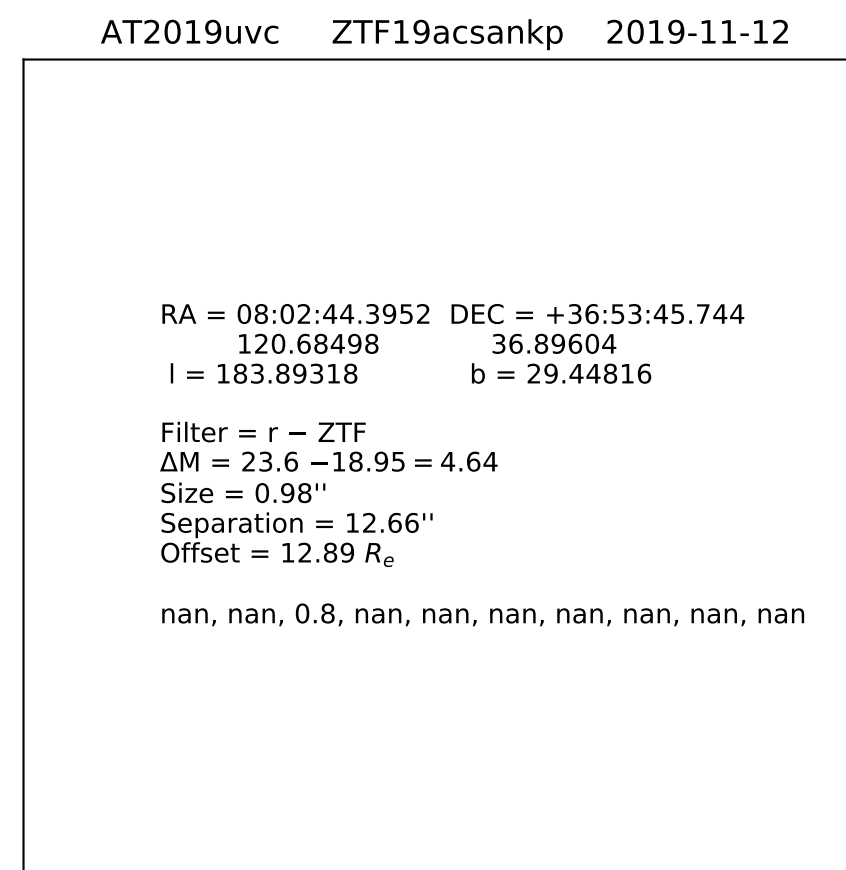 AT2019uvc ZTF19acsankp 2019-11-12
RA = 08:02:44.3952 DEC = +36:53:45.744
120.68498 36.89604
l = 183.89318 b = 29.44816
Filter = r − ZTF
ΔM = 23.6 −18.95 = 4.64
Size = 0.98''
Separation = 12.66''
Offset = 12.89 Rₑ
nan, nan, 0.8, nan, nan, nan, nan, nan, nan, nan